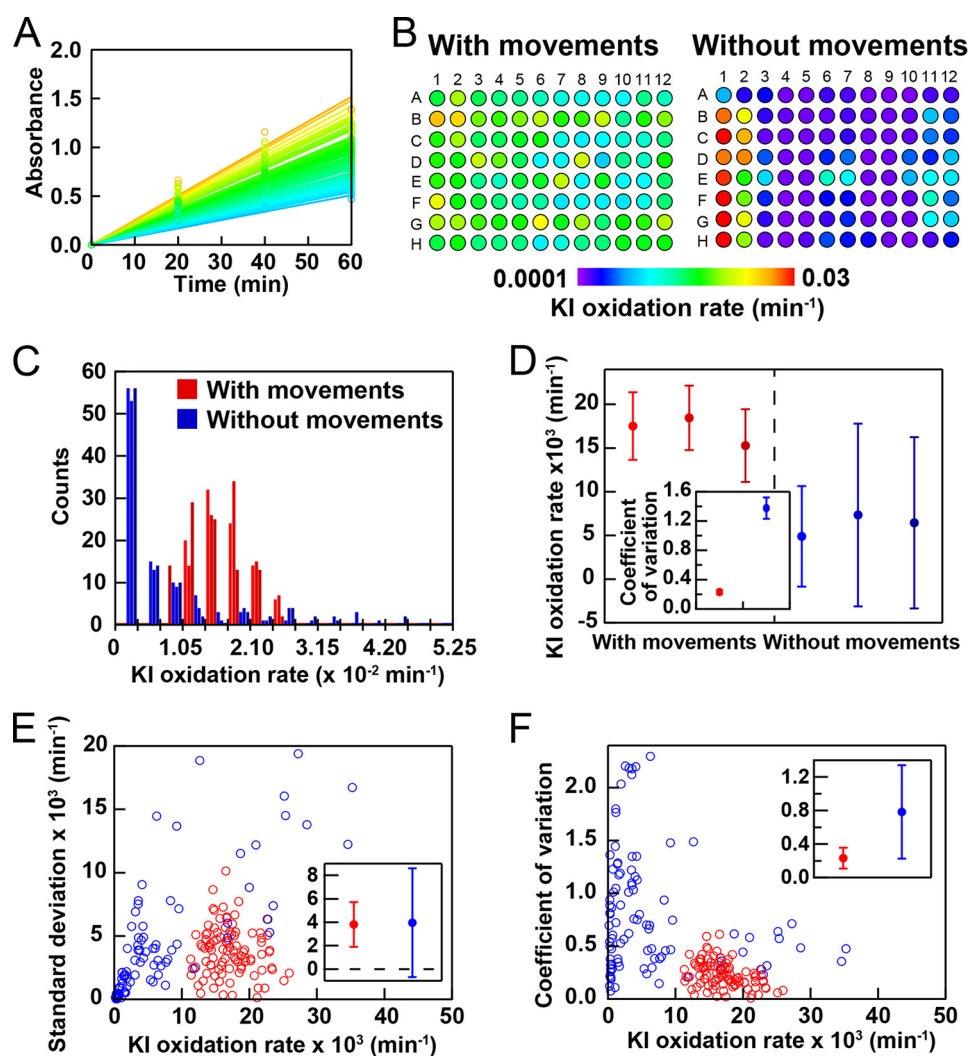 A
2.0
1.5
1.0
0.5
0.0
Absorbance
0 10 20 30 40 50 60
Time (min)
B
With movements
1 2 3 4 5 6 7 8 9 10 11 12
A
B
C
D
E
F
G
H
Without movements
1 2 3 4 5 6 7 8 9 10 11 12
A
B
C
D
E
F
G
H
0.0001 0.03
KI oxidation rate (min⁻¹)
C
60
50
40
30
20
10
0
Counts
With movements
Without movements
0 1.05 2.10 3.15 4.20 5.25
KI oxidation rate (x 10⁻² min⁻¹)
D
20
15
10
5
0
-5
KI oxidation rate x10³ (min⁻¹)
1.6
1.2
0.8
0.4
0.0
Coefficient
of variation
With movements Without movements
E
20
15
10
5
0
Standard deviation x 10³ (min⁻¹)
8
6
4
2
0
0 10 20 30 40 50
KI oxidation rate x 10³ (min⁻¹)
F
2.0
1.5
1.0
0.5
0.0
Coefficient of variation
1.2
0.8
0.4
0.0
0 10 20 30 40 50
KI oxidation rate x 10³ (min⁻¹)